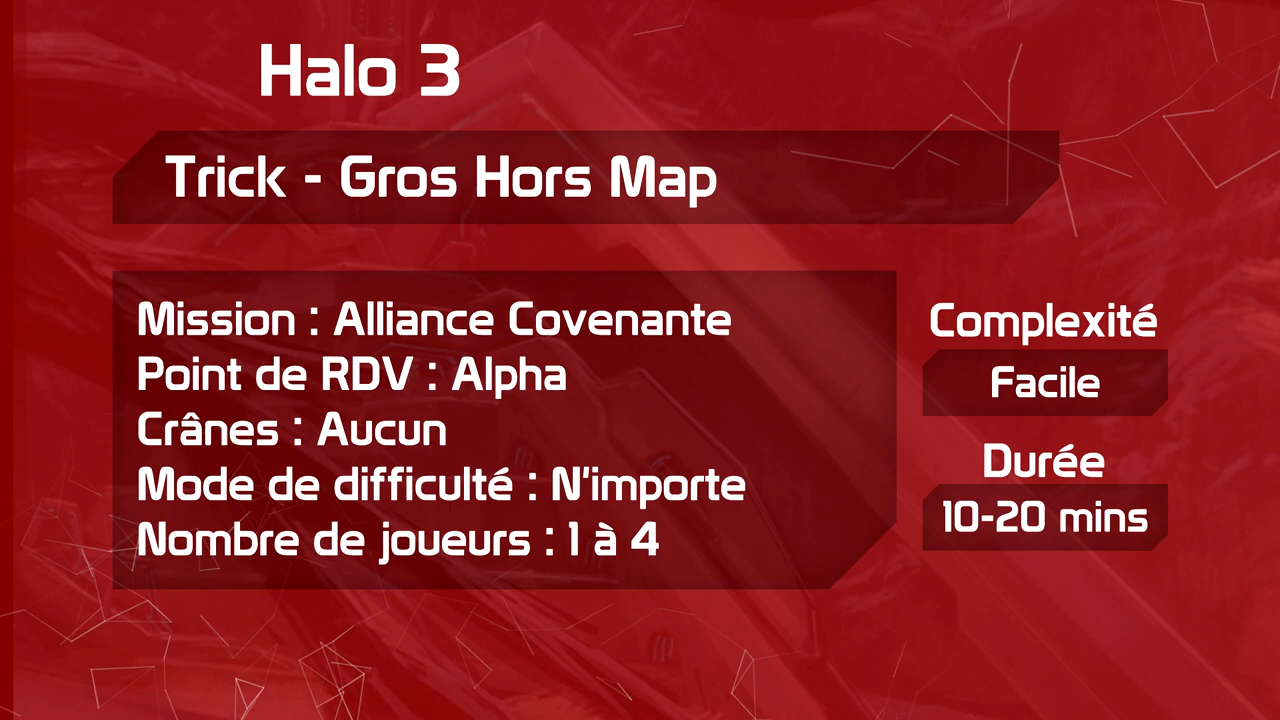 Halo 3
Trick - Gros Hors Map
Mission : Alliance Covenante
Point de RDV : Alpha
Crânes : Aucun
Mode de difficulté : N'importe
Nombre de joueurs : 1 à 4
Complexité
Facile
Durée
10-20 mins